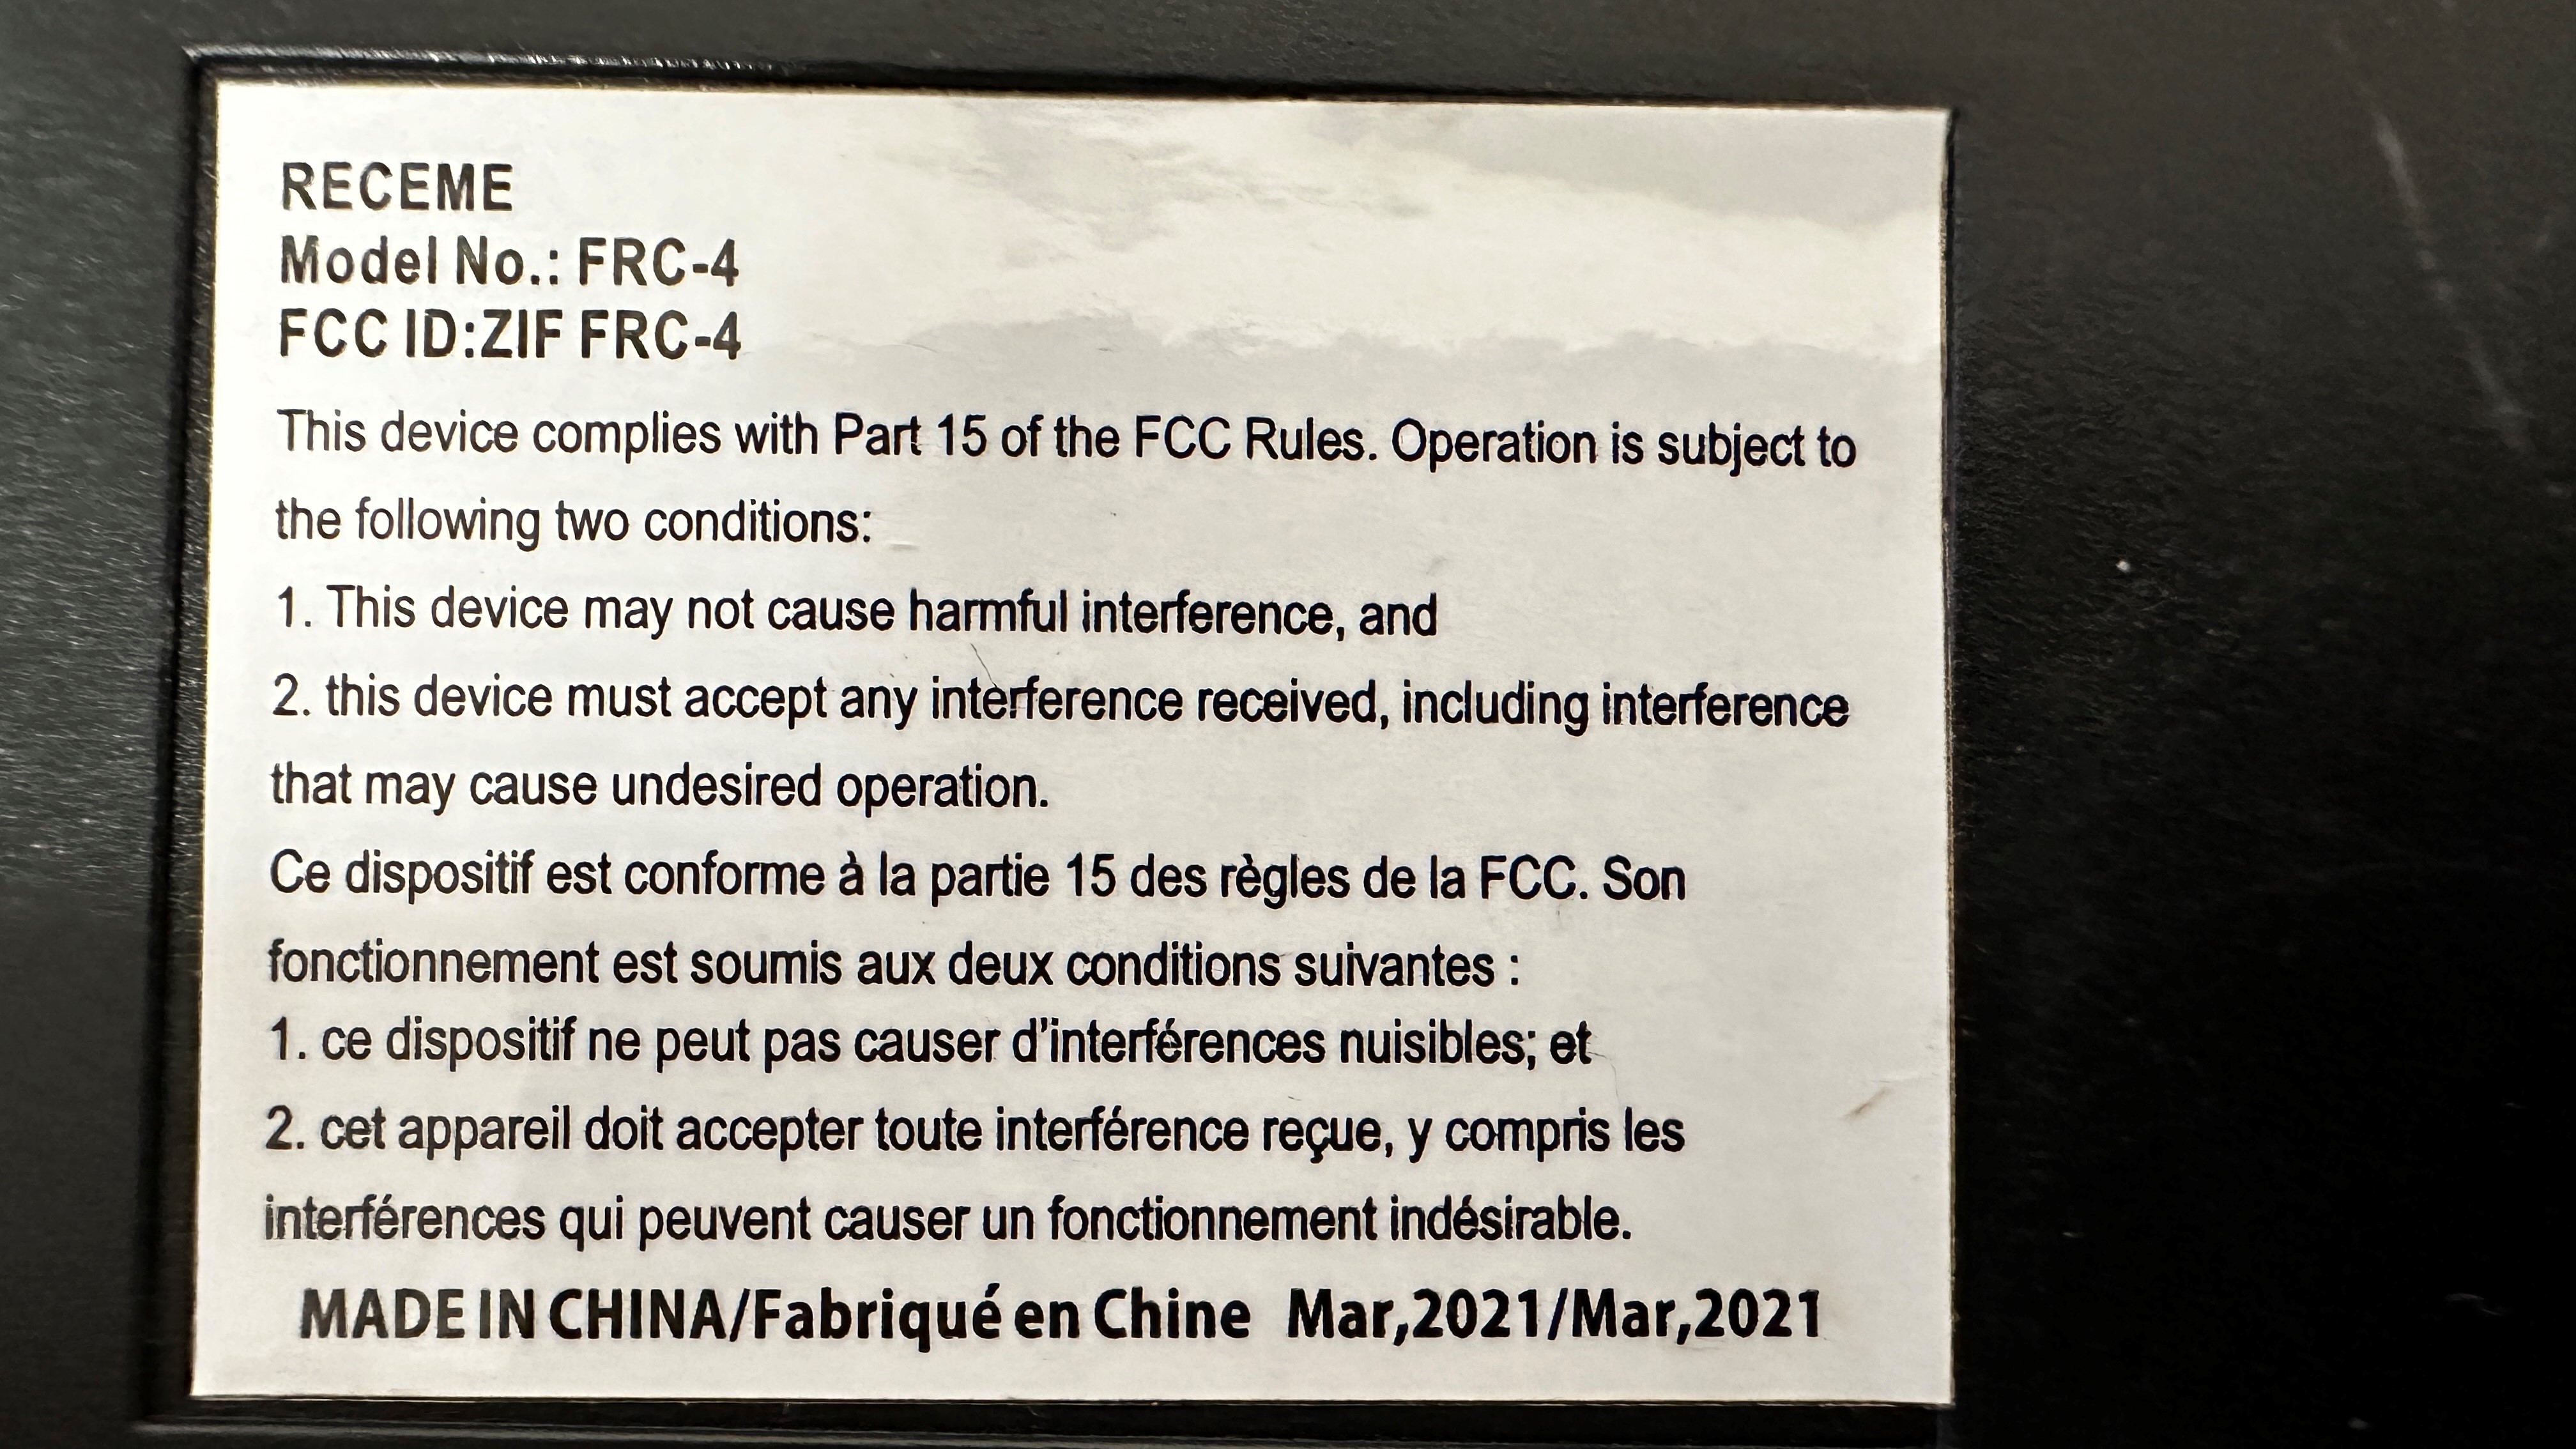 RECEME
Model No.: FRC-4
FCC ID:ZIF FRC-4
This device complies with Part 15 of the FCC Rules. Operation is subject to
the following two conditions:
1. This device may not cause harmful interference, and
2. this device must accept any interference received, including interference
that may cause undesired operation.
Ce dispositif est conforme à la partie 15 des règles de la FCC. Son
fonctionnement est soumis aux deux conditions suivantes :
1. ce dispositif ne peut pas causer d'interférences nuisibles; et
2. cet appareil doit accepter toute interférence reçue, y compris les
interférences qui peuvent causer un fonctionnement indésirable.
MADE IN CHINA/Fabriqué en Chine Mar,2021/Mar,2021